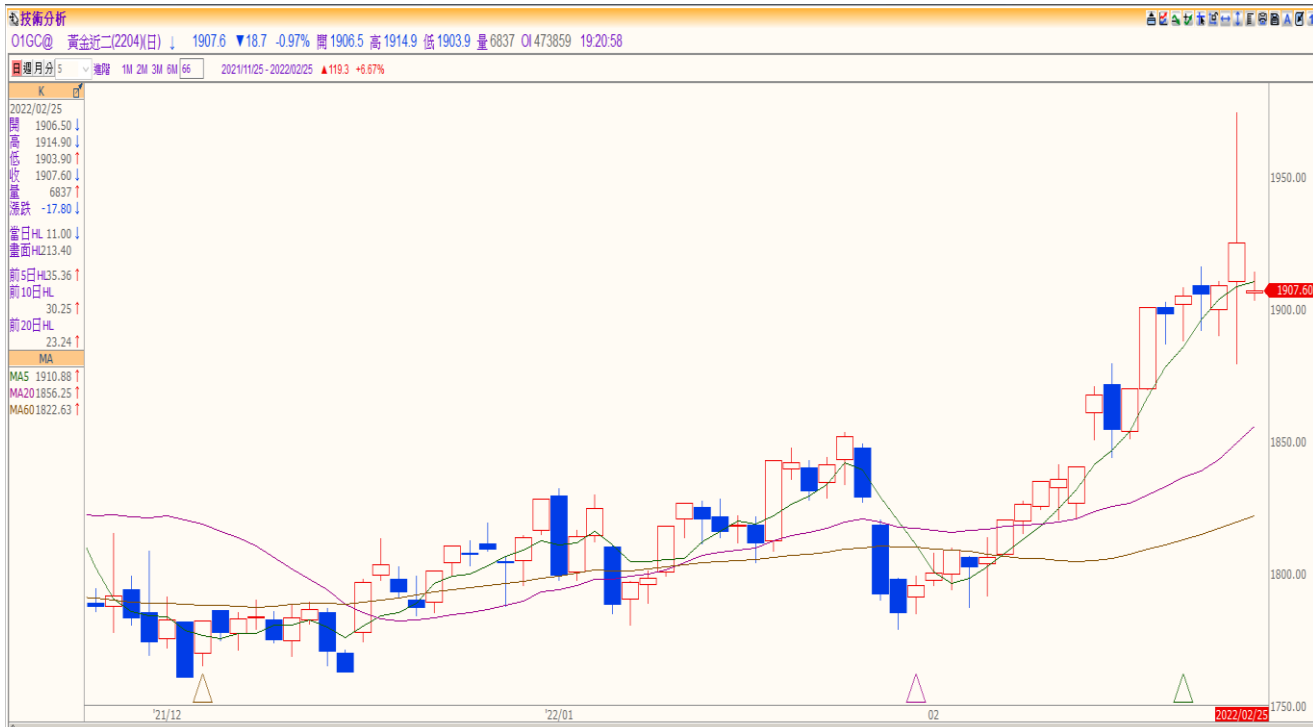 技術分析
O1GC@ 黃金近二(2204)(日) ↓ 1907.6 ▼18.7 -0.97% 開 1906.5 高 1914.9 低 1903.9 量 6837 OI 473859 19:20:58
日 週 月 分 5 進階 1M 2M 3M 6M 66 2021/11/25 - 2022/02/25 ▲119.3 +6.67%
K
2022/02/25
開 1906.50↓
高 1914.90↓
低 1903.90↑
收 1907.60↓
量 6837↑
漲跌 -17.80↓
當日HL 11.00↓
畫面HL213.40
前5日HL35.36↑
前10日HL
30.25↑
前20日HL
23.24↑
MA
MA5 1910.88↑
MA20 1856.25↑
MA60 1822.63↑
1950.00
1907.60
1900.00
1850.00
1800.00
1750.00
'21/12 '22/01 02 2022/02/25